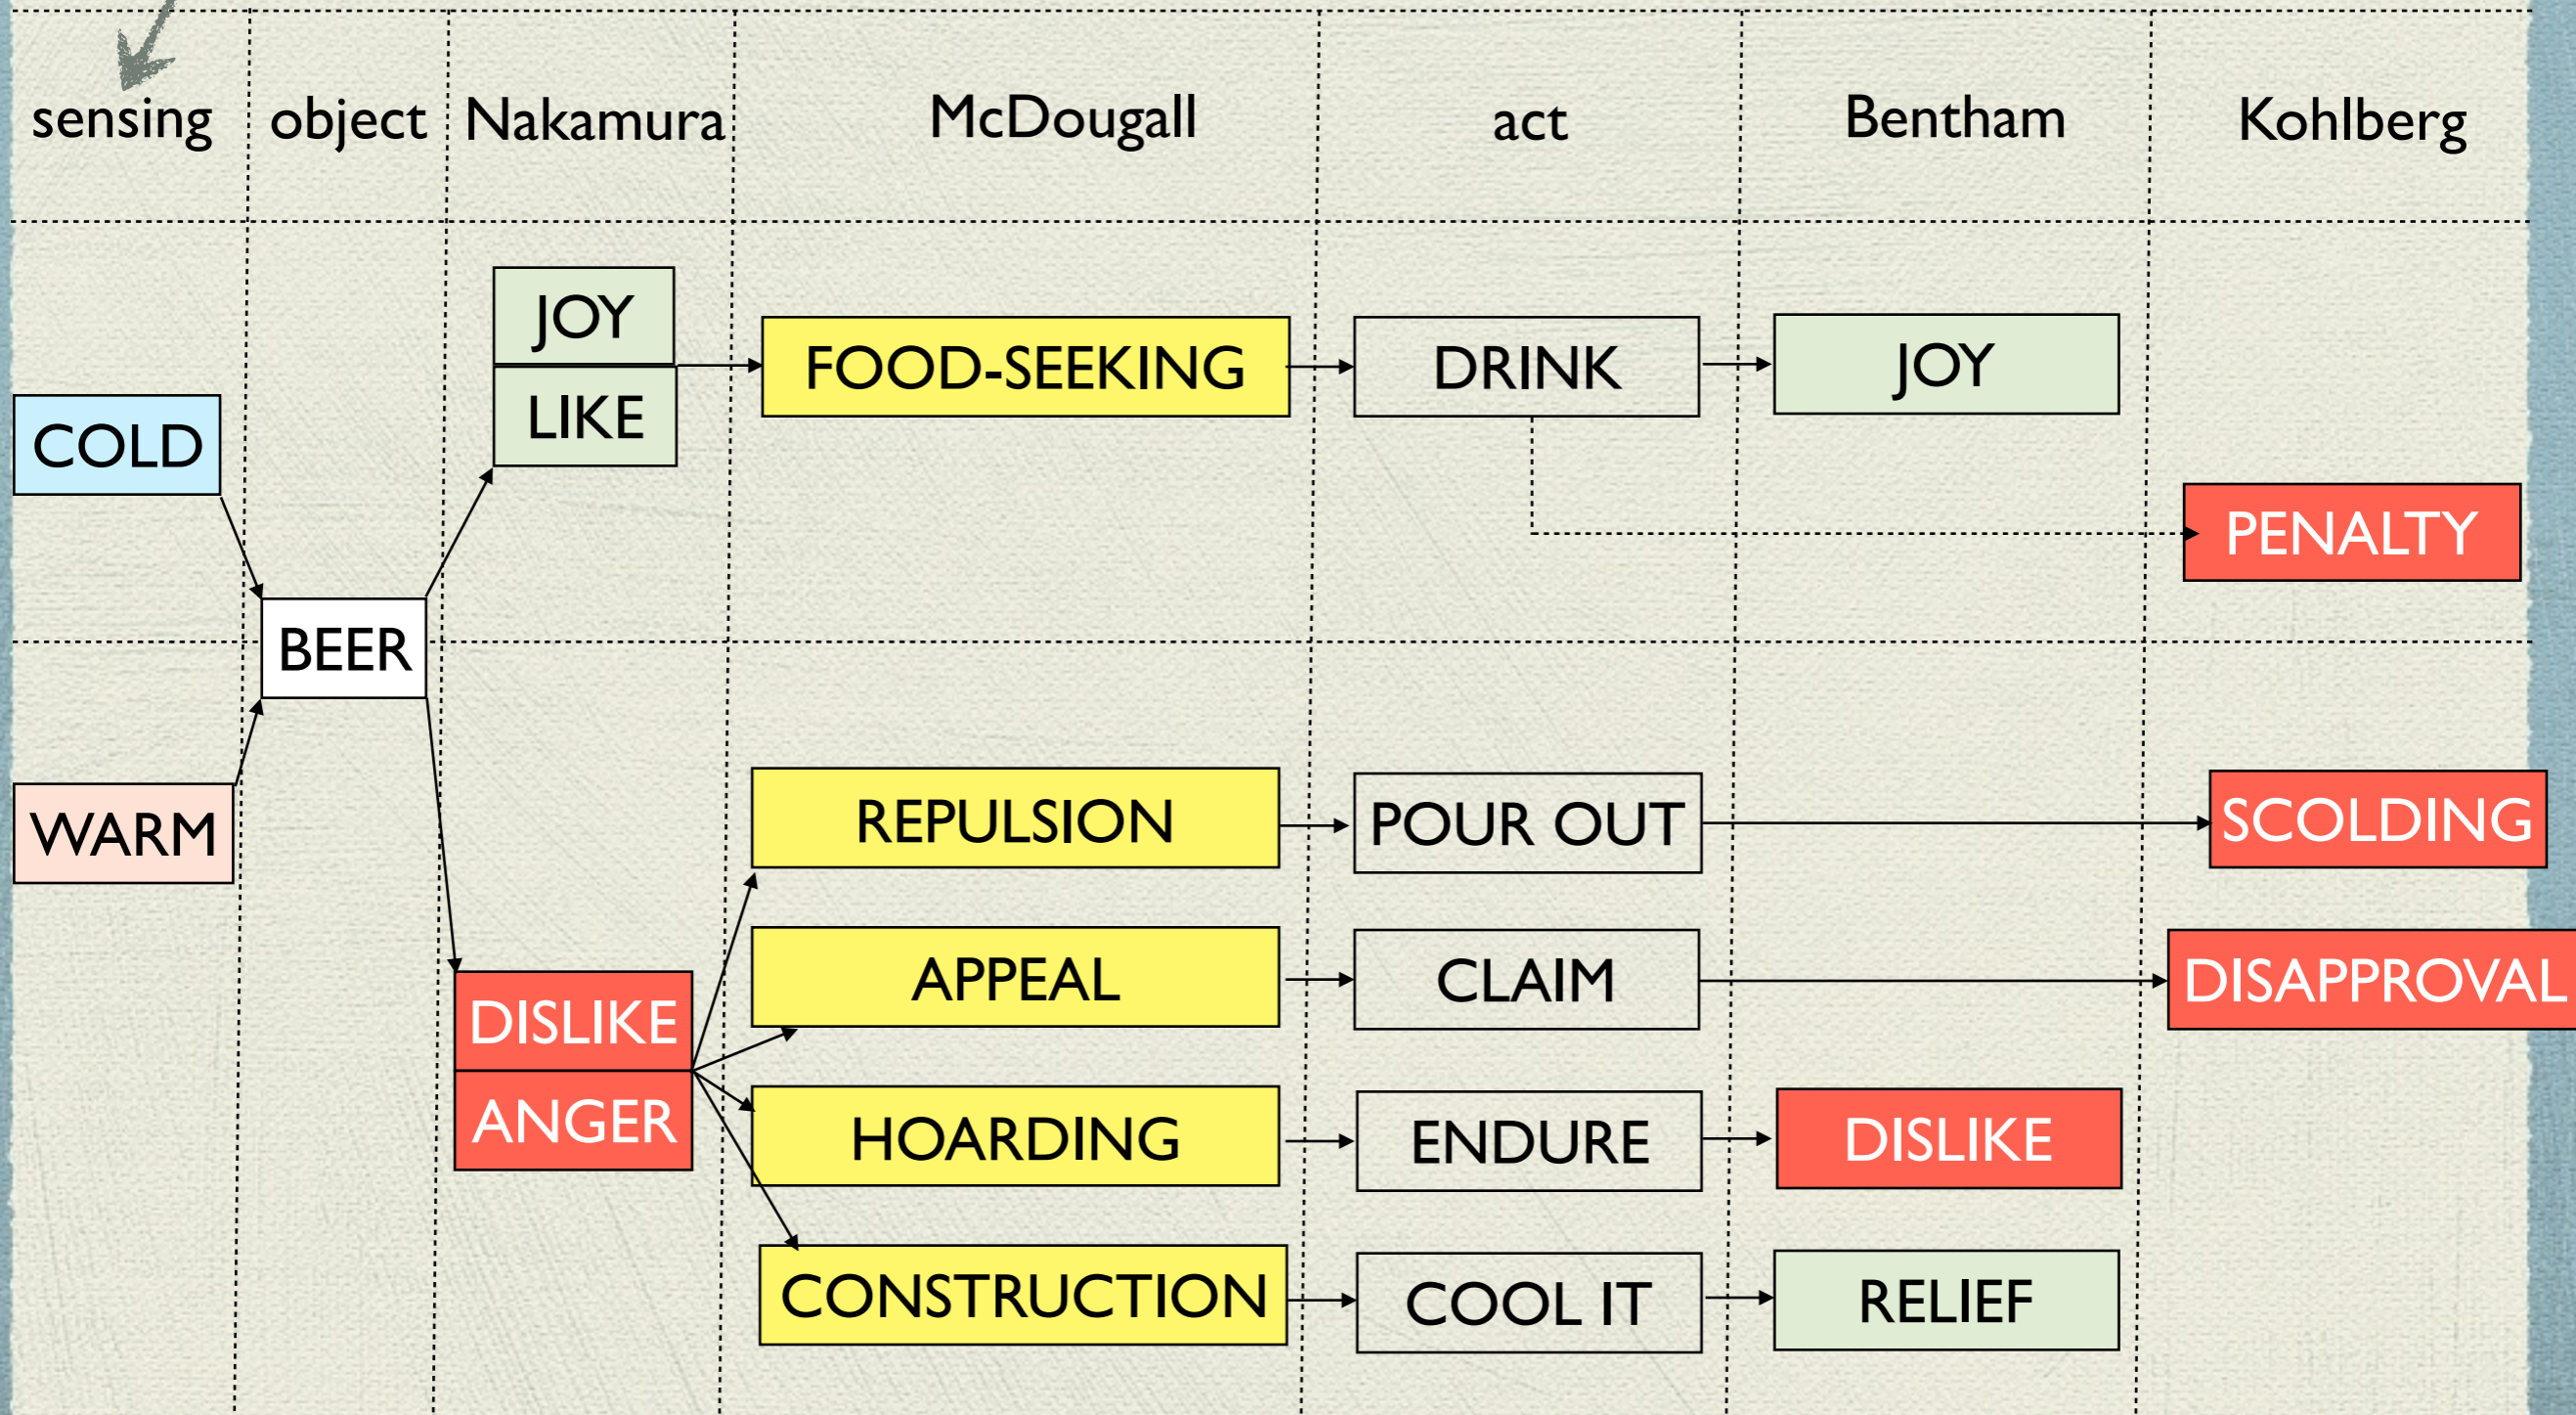 sensing object Nakamura McDougall act Bentham Kohlberg
JOY
LIKE
FOOD-SEEKING
DRINK
JOY
COLD
PENALTY
BEER
WARM
REPULSION
POUR OUT
SCOLDING
APPEAL
CLAIM
DISAPPROVAL
DISLIKE
ANGER
HOARDING
ENDURE
DISLIKE
CONSTRUCTION
COOL IT
RELIEF